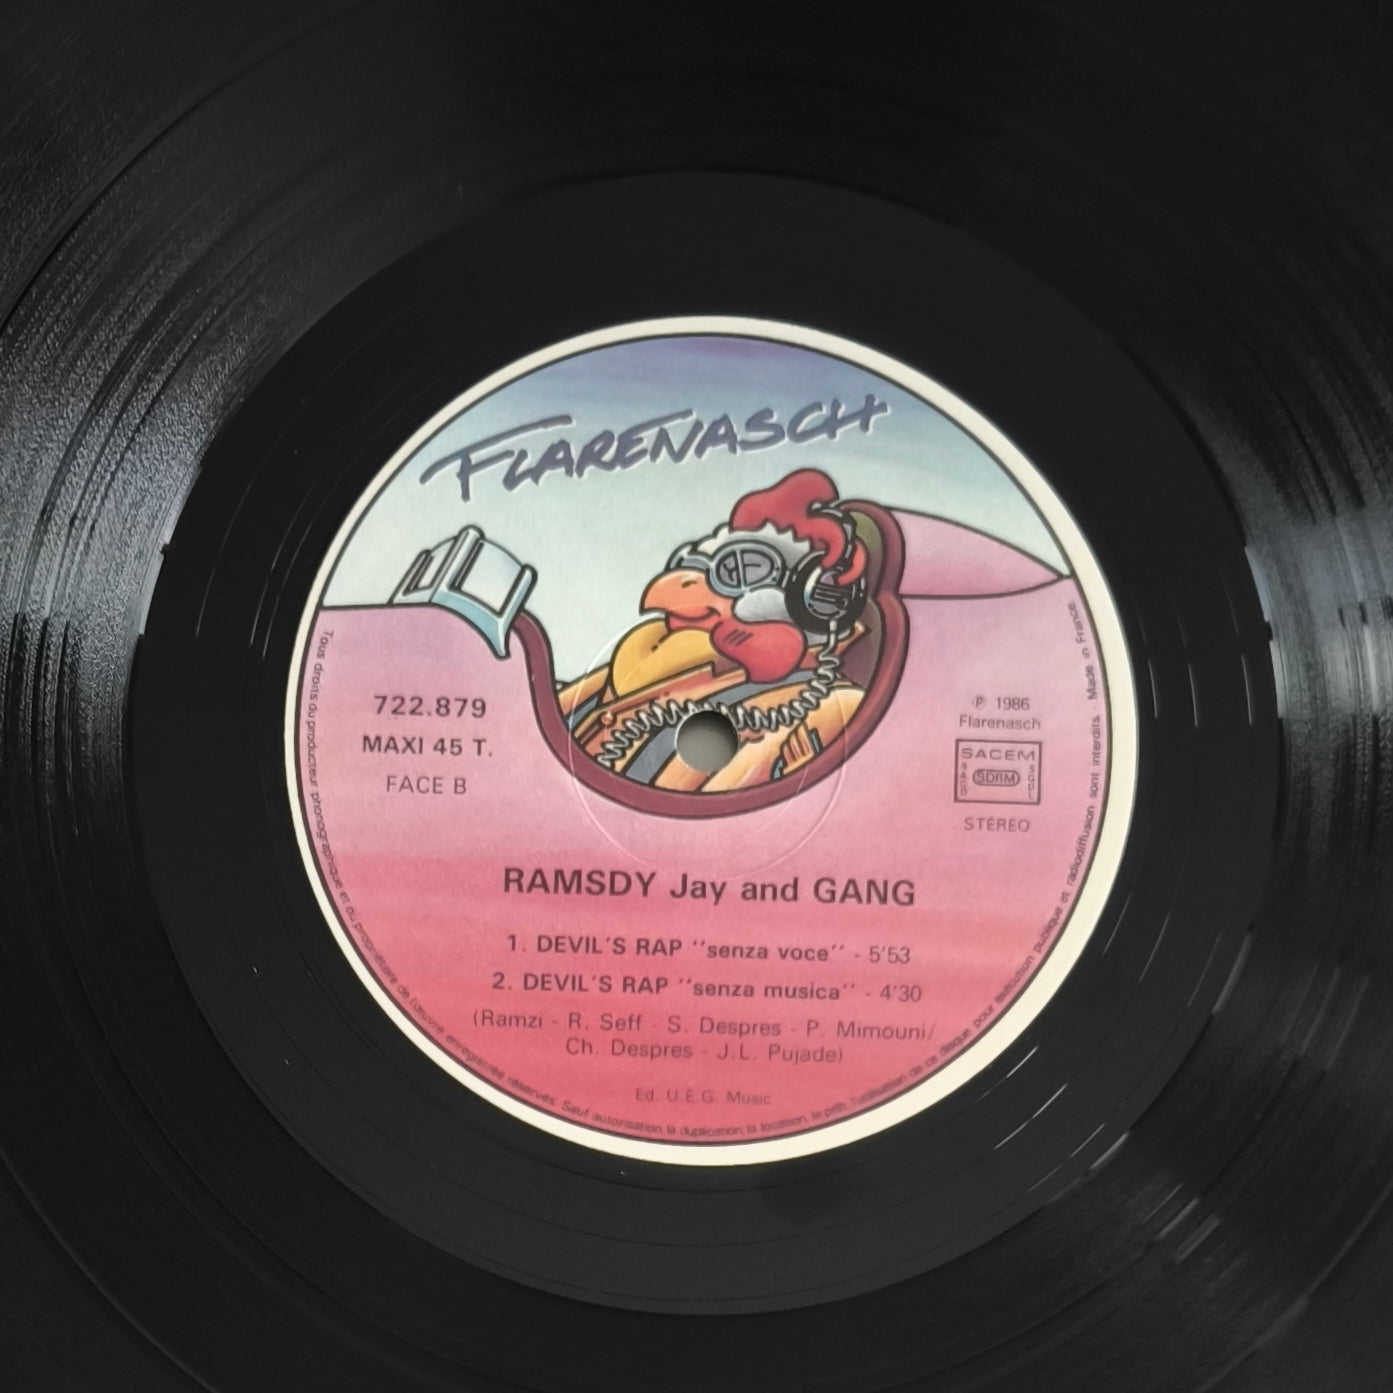 FLARENASCH
722.879
MAXI 45 T.
FACE B
℗ 1986
Flarenasch
SACEM
SACD
SDRM
SGDL
STÉRÉO
RAMSDY Jay and GANG
1. DEVIL'S RAP ''senza voce'' - 5'53
2. DEVIL'S RAP ''senza musica'' - 4'30
(Ramzi - R. Seff - S. Despres - P. Mimouni/
Ch. Despres - J.L. Pujade)
Ed. U.E.G. Music
Tous droits du producteur phonographique et du propriétaire de l'œuvre enregistrée réservés. Sauf autorisation, la duplication, la location, le prêt, l'utilisation de ce disque pour exécution publique et radiodiffusion sont interdits. - Made in France.